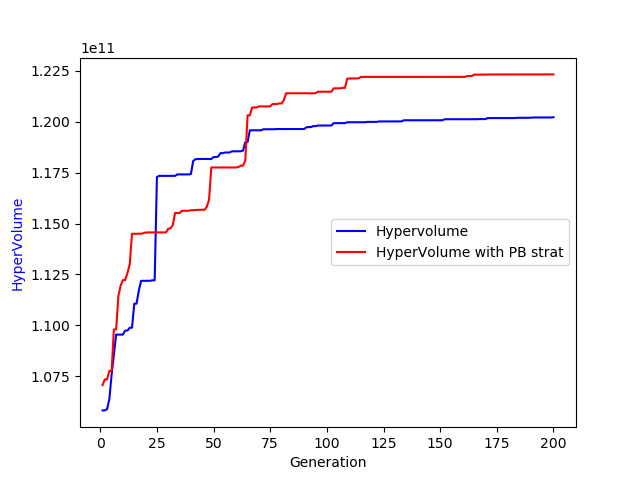 1e11
1.225
1.200
1.175
1.150
1.125
1.100
1.075
HyperVolume
Hypervolume
HyperVolume with PB strat
0 25 50 75 100 125 150 175 200
Generation